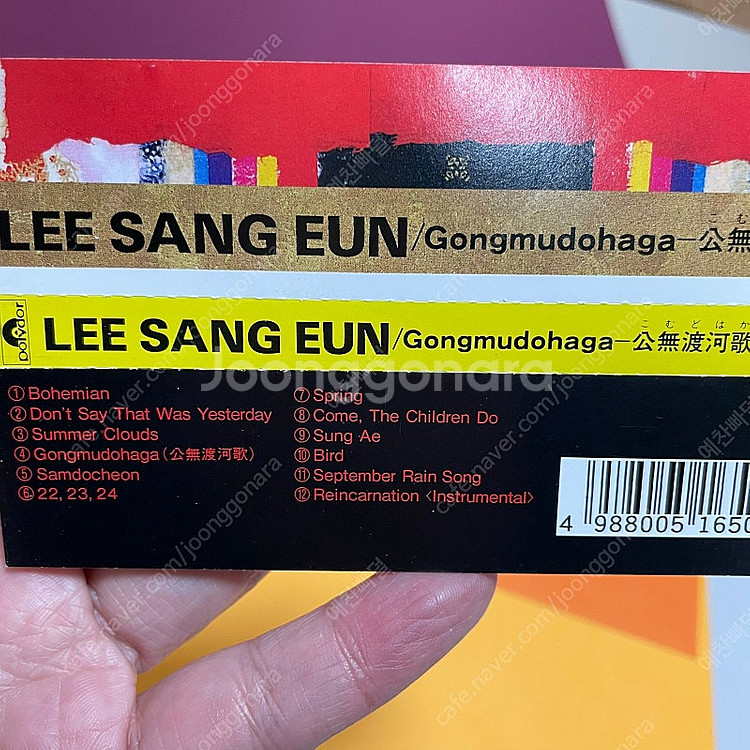 こむ
LEE SANG EUN/Gongmudohaga−公無
こむどはか
polydor LEE SANG EUN/Gongmudohaga−公無渡河歌
Joonggonara
①Bohemian
②Don't Say That Was Yesterday
③Summer Clouds
④Gongmudohaga(公無渡河歌)
⑤Samdocheon
⑥22, 23, 24
⑦Spring
⑧Come, The Children Do
⑨Sung Ae
⑩Bird
⑪September Rain Song
⑫Reincarnation <Instrumental>
4 988005 1650
cafe.naver.com/joonggonara